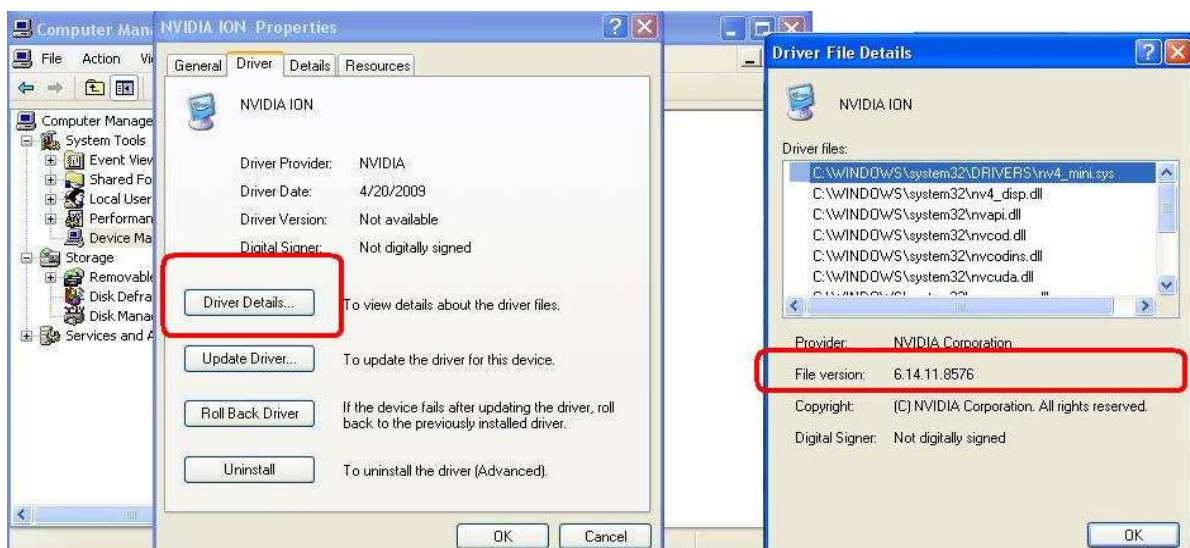 Computer Mana
File Action Vi
Computer Manage
System Tools
Event View
Shared Fo
Local User
Performan
Device Ma
Storage
Removable
Disk Defra
Disk Mana
Services and A
NVIDIA ION Properties
General Driver Details Resources
NVIDIA ION
Driver Provider: NVIDIA
Driver Date: 4/20/2009
Driver Version: Not available
Digital Signer: Not digitally signed
Driver Details... To view details about the driver files.
Update Driver... To update the driver for this device.
Roll Back Driver If the device fails after updating the driver, roll
back to the previously installed driver.
Uninstall To uninstall the driver (Advanced).
OK Cancel
Driver File Details
NVIDIA ION
Driver files:
C:\WINDOWS\system32\DRIVERS\nv4_mini.sys
C:\WINDOWS\system32\nv4_disp.dll
C:\WINDOWS\system32\nvapi.dll
C:\WINDOWS\system32\nvcod.dll
C:\WINDOWS\system32\nvcodins.dll
C:\WINDOWS\system32\nvcuda.dll
Provider: NVIDIA Corporation
File version: 6.14.11.8576
Copyright: (C) NVIDIA Corporation. All rights reserved.
Digital Signer: Not digitally signed
OK